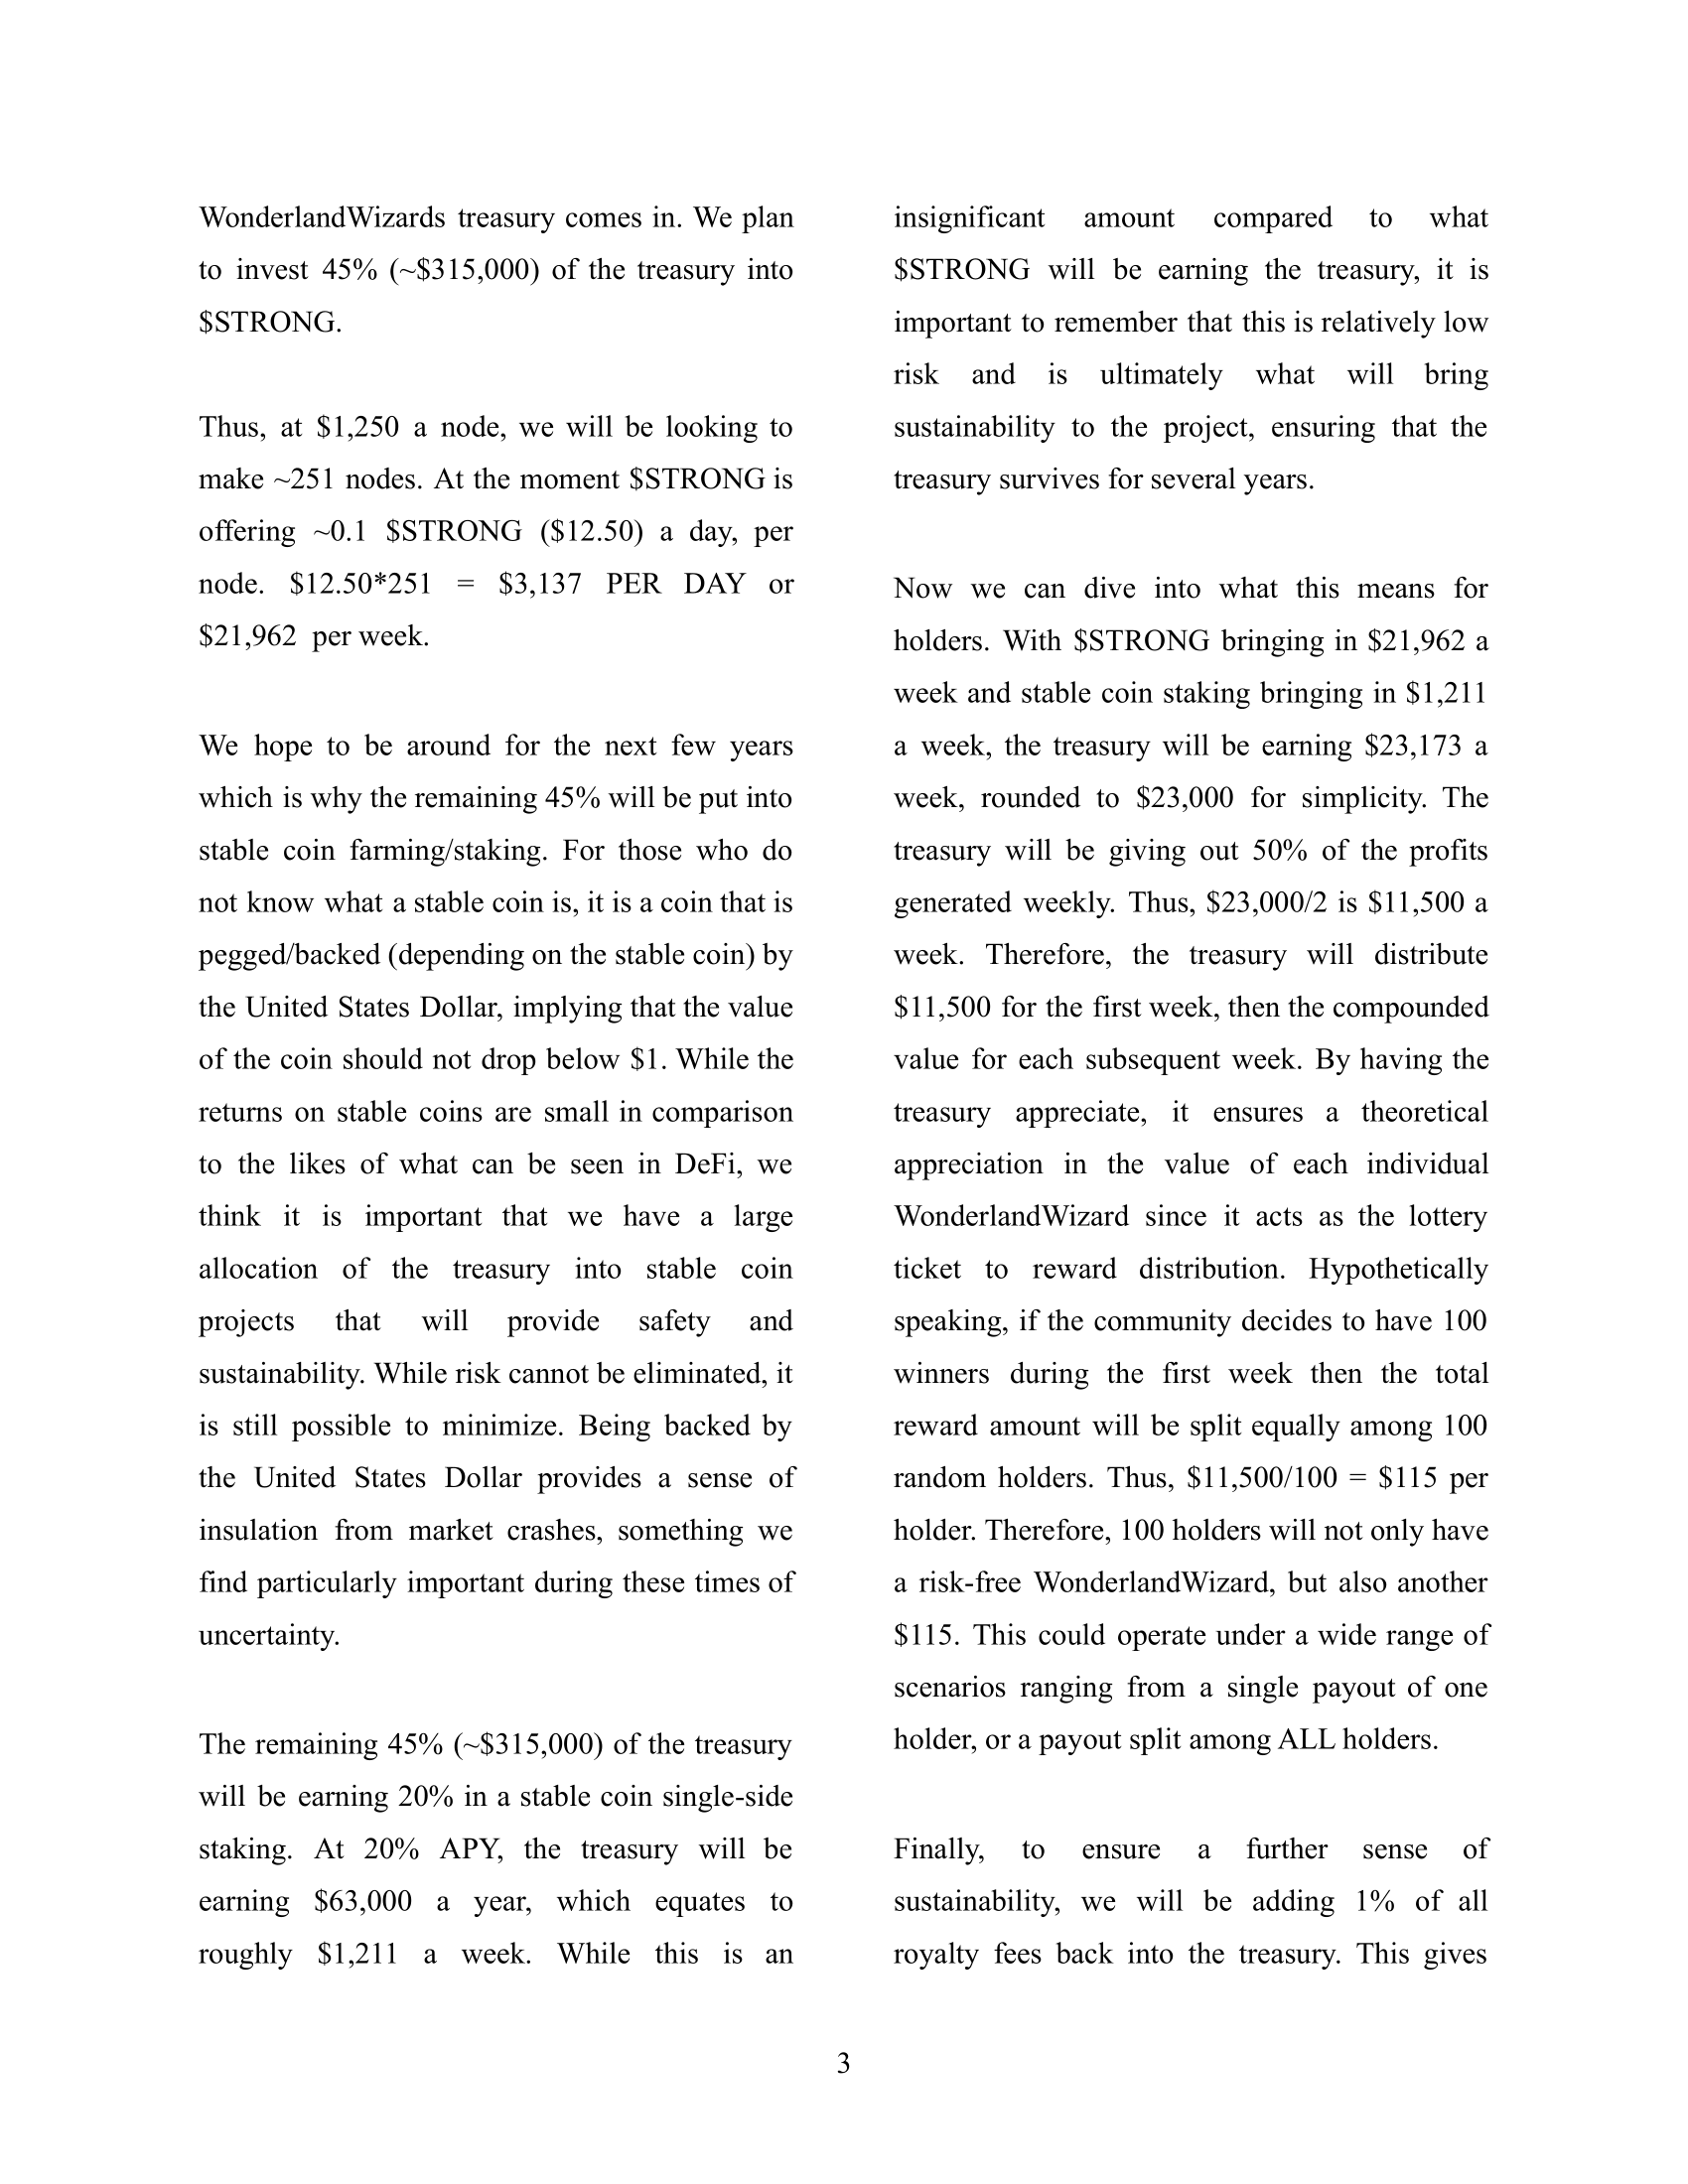 WonderlandWizards treasury comes in. We plan
to invest 45% (~$315,000) of the treasury into
$STRONG.
Thus, at $1,250 a node, we will be looking to
make ~251 nodes. At the moment $STRONG is
offering ~0.1 $STRONG ($12.50) a day, per
node. $12.50*251 = $3,137 PER DAY or
$21,962 per week.
We hope to be around for the next few years
which is why the remaining 45% will be put into
stable coin farming/staking. For those who do
not know what a stable coin is, it is a coin that is
pegged/backed (depending on the stable coin) by
the United States Dollar, implying that the value
of the coin should not drop below $1. While the
returns on stable coins are small in comparison
to the likes of what can be seen in DeFi, we
think it is important that we have a large
allocation of the treasury into stable coin
projects that will provide safety and
sustainability. While risk cannot be eliminated, it
is still possible to minimize. Being backed by
the United States Dollar provides a sense of
insulation from market crashes, something we
find particularly important during these times of
uncertainty.
The remaining 45% (~$315,000) of the treasury
will be earning 20% in a stable coin single-side
staking. At 20% APY, the treasury will be
earning $63,000 a year, which equates to
roughly $1,211 a week. While this is an
insignificant amount compared to what
$STRONG will be earning the treasury, it is
important to remember that this is relatively low
risk and is ultimately what will bring
sustainability to the project, ensuring that the
treasury survives for several years.
Now we can dive into what this means for
holders. With $STRONG bringing in $21,962 a
week and stable coin staking bringing in $1,211
a week, the treasury will be earning $23,173 a
week, rounded to $23,000 for simplicity. The
treasury will be giving out 50% of the profits
generated weekly. Thus, $23,000/2 is $11,500 a
week. Therefore, the treasury will distribute
$11,500 for the first week, then the compounded
value for each subsequent week. By having the
treasury appreciate, it ensures a theoretical
appreciation in the value of each individual
WonderlandWizard since it acts as the lottery
ticket to reward distribution. Hypothetically
speaking, if the community decides to have 100
winners during the first week then the total
reward amount will be split equally among 100
random holders. Thus, $11,500/100 = $115 per
holder. Therefore, 100 holders will not only have
a risk-free WonderlandWizard, but also another
$115. This could operate under a wide range of
scenarios ranging from a single payout of one
holder, or a payout split among ALL holders.
Finally, to ensure a further sense of
sustainability, we will be adding 1% of all
royalty fees back into the treasury. This gives
3